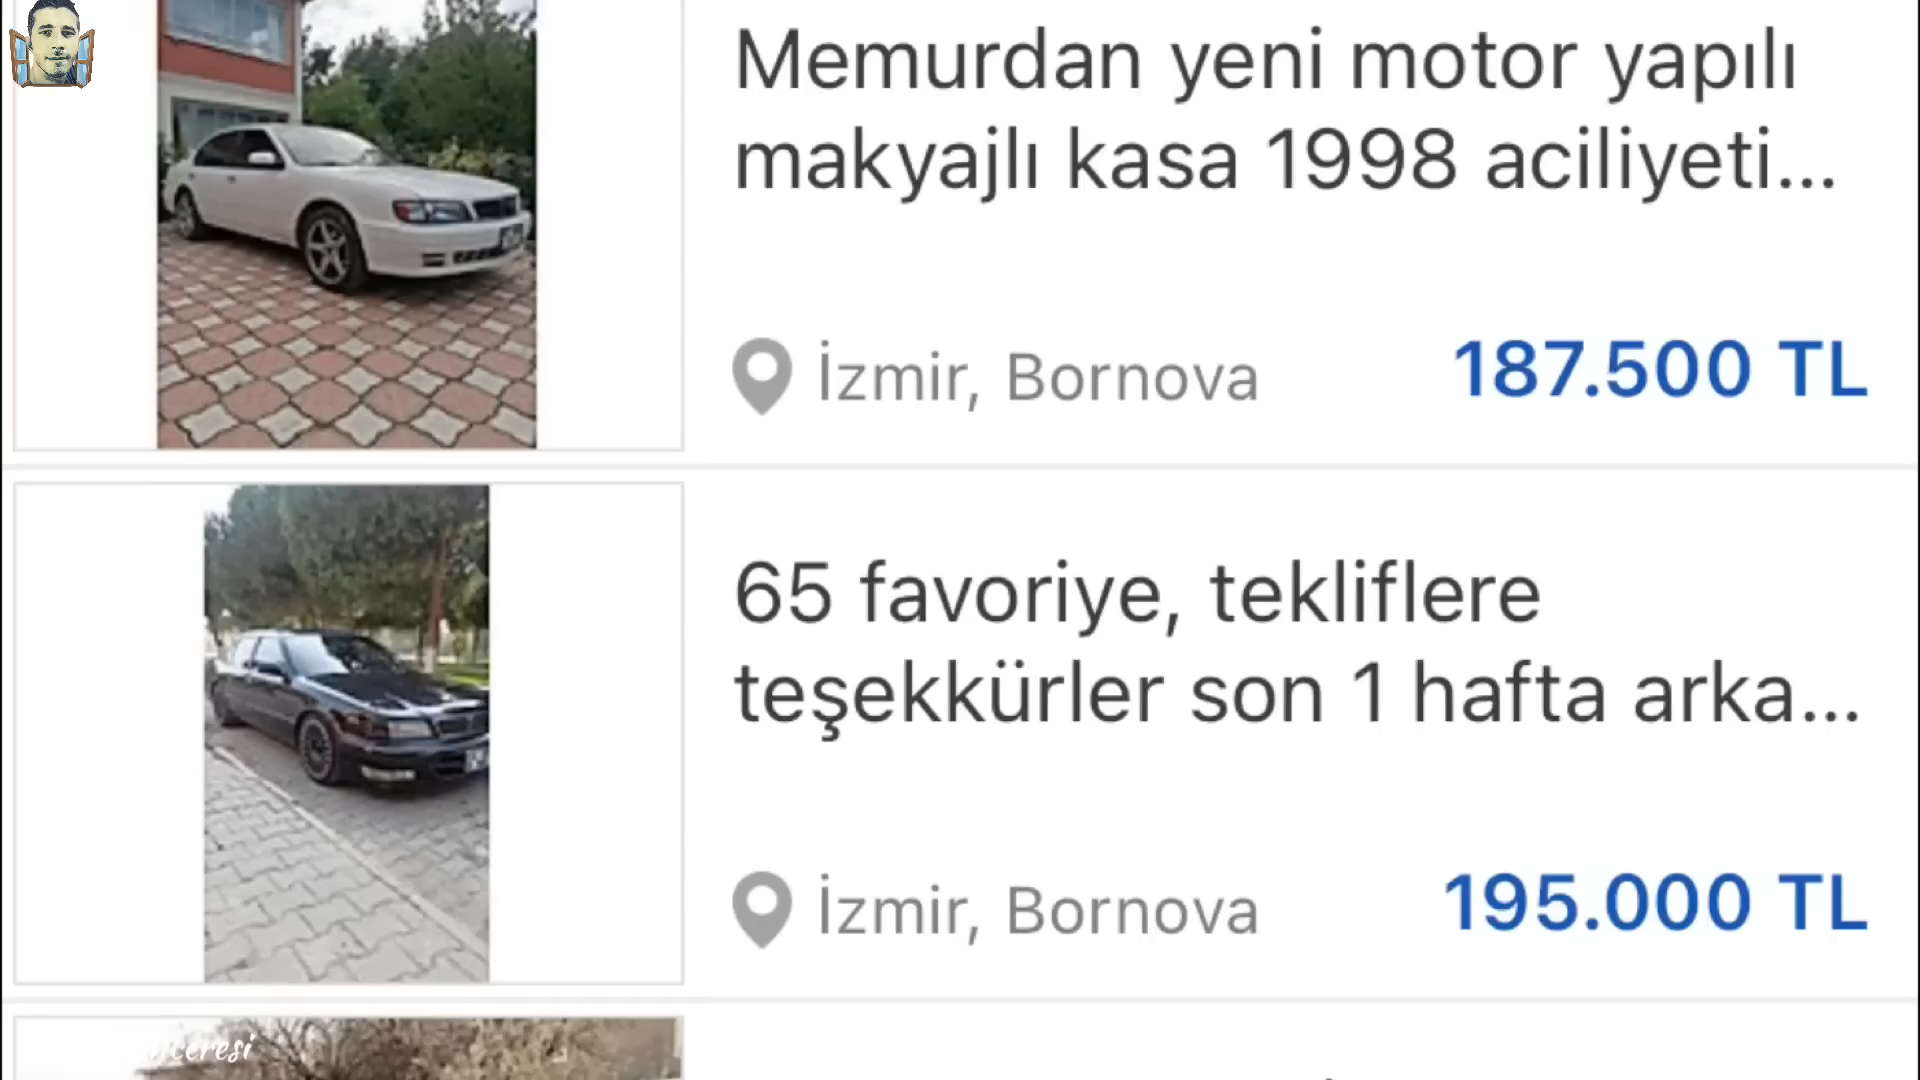 Memurdan yeni motor yapılı
makyajlı kasa 1998 aciliyeti...
İzmir, Bornova
187.500 TL
65 favoriye, tekliflere
teşekkürler son 1 hafta arka...
İzmir, Bornova
195.000 TL